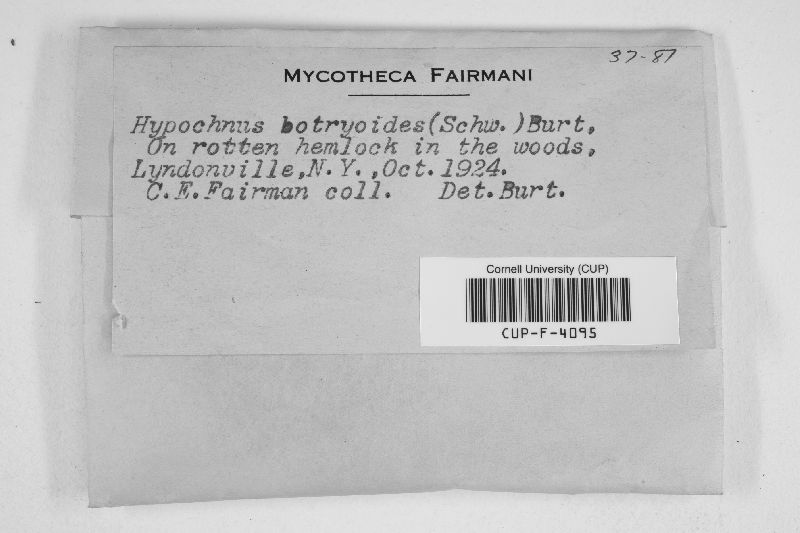 37-87
MYCOTHECA FAIRMANI
Hypochnus botryoides(Schw.)Burt,
On rotten hemlock in the woods,
Lyndonville,N.Y.,Oct.1924.
C.E.Fairman coll. Det.Burt.
Cornell University (CUP)
CUP-F-4095